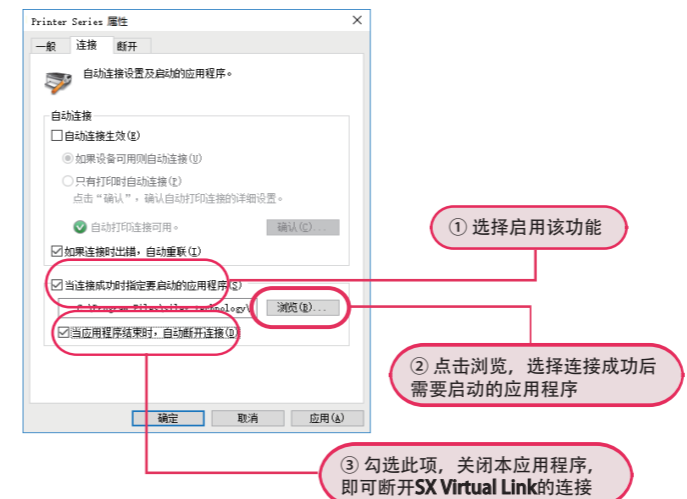 Printer Series 属性
一般 连接 断开
自动连接设置及启动的应用程序。
自动连接
自动连接生效(E)
如果设备可用则自动连接(U)
只有打印时自动连接(P)
点击“确认”，确认自动打印连接的详细设置。
自动打印连接可用。 确认(C)...
如果连接时出错，自动重联(I)
当连接成功时指定要启动的应用程序(S)
浏览(B)...
当应用程序结束时，自动断开连接(D)
确定 取消 应用(A)
① 选择启用该功能
② 点击浏览，选择连接成功后
需要启动的应用程序
③ 勾选此项，关闭本应用程序，
即可断开SX Virtual Link的连接